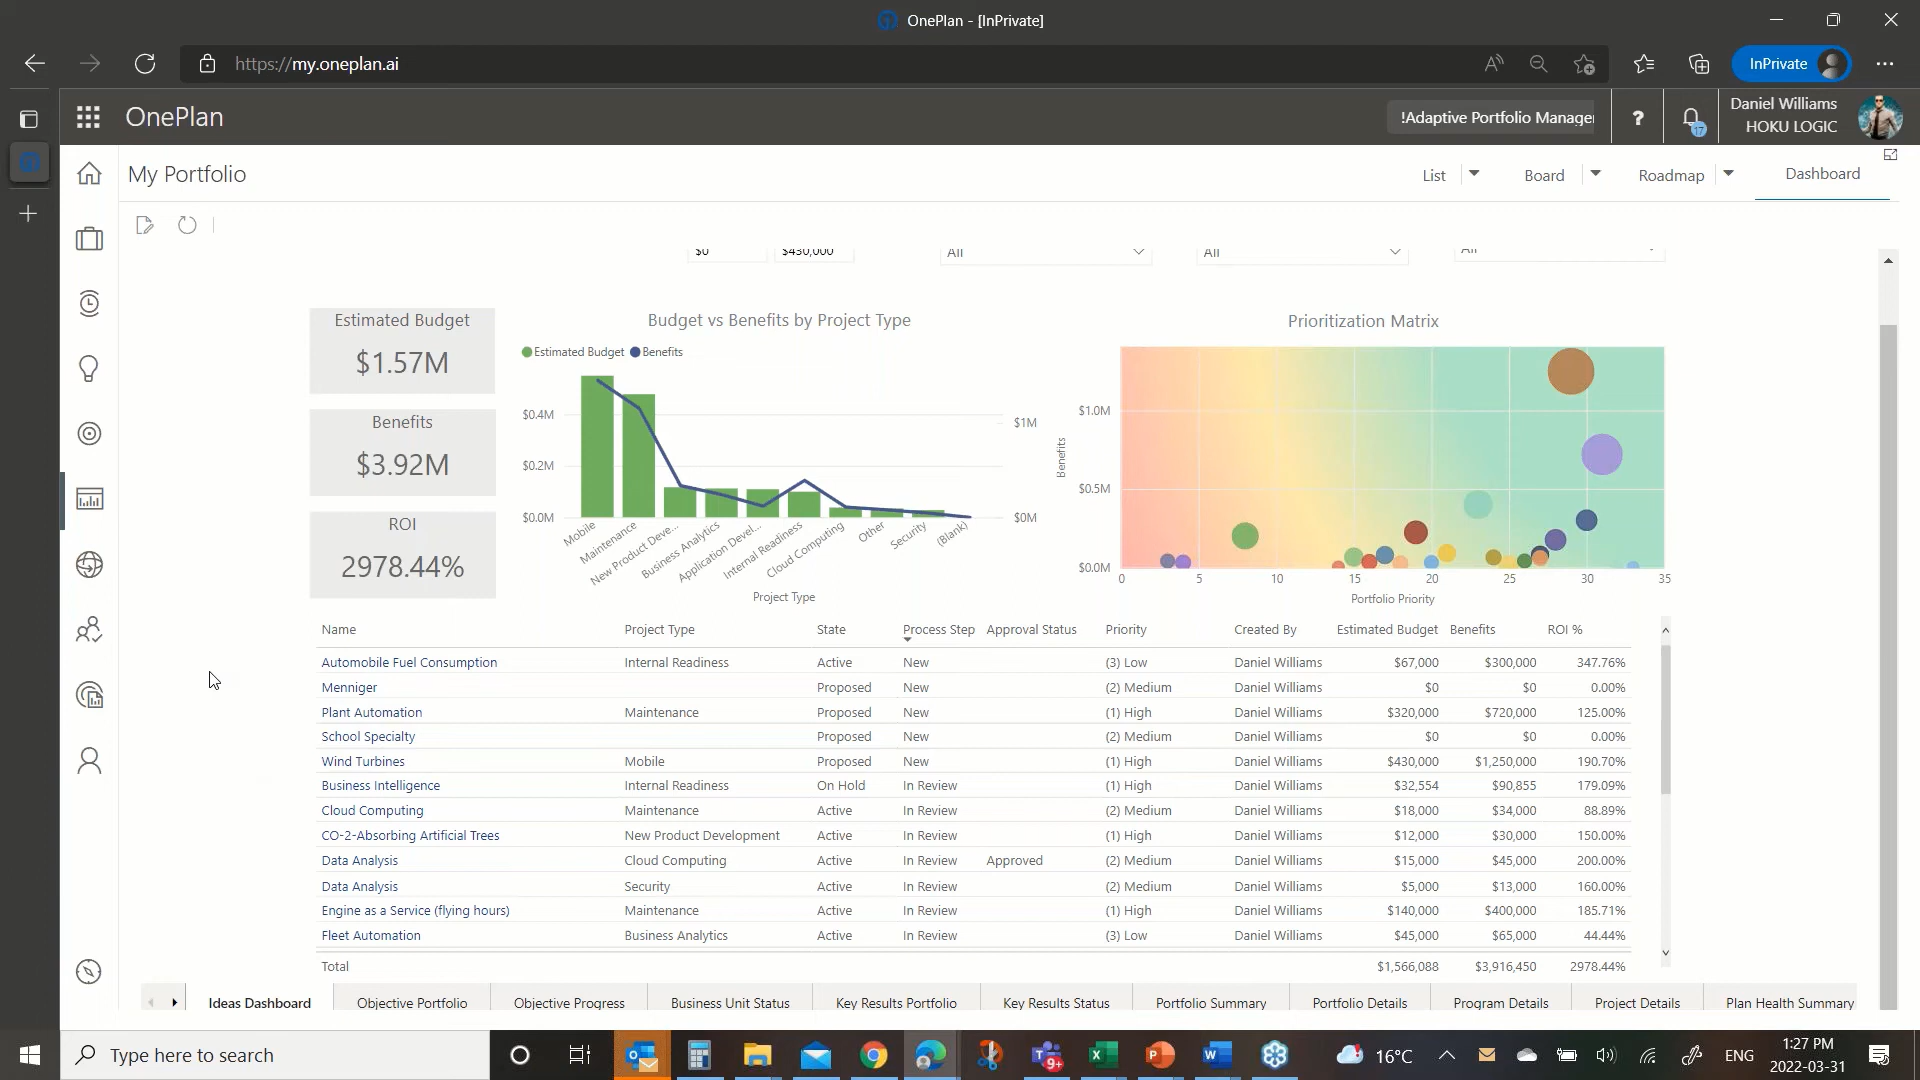 OnePlan - [InPrivate]
https://my.oneplan.ai
InPrivate
OnePlan
!Adaptive Portfolio Manage
?
17
Daniel Williams
HOKU LOGIC
My Portfolio
List
Board
Roadmap
Dashboard
$0
$430,000
All
All
All
Estimated Budget
$1.57M
Benefits
$3.92M
ROI
2978.44%
Budget vs Benefits by Project Type
Estimated Budget
Benefits
$0.4M
$0.2M
$0.0M
$1M
$0M
Mobile
Maintenance
New Product Deve...
Business Analytics
Application Devel...
Internal Readiness
Cloud Computing
Other
Security
(Blank)
Project Type
Prioritization Matrix
Benefits
$1.0M
$0.5M
$0.0M
0 5 10 15 20 25 30 35
Portfolio Priority
Name Project Type State Process Step Approval Status Priority Created By Estimated Budget Benefits ROI %
Automobile Fuel Consumption Internal Readiness Active New (3) Low Daniel Williams $67,000 $300,000 347.76%
Menniger Proposed New (2) Medium Daniel Williams $0 $0 0.00%
Plant Automation Maintenance Proposed New (1) High Daniel Williams $320,000 $720,000 125.00%
School Specialty Proposed New (2) Medium Daniel Williams $0 $0 0.00%
Wind Turbines Mobile Proposed New (1) High Daniel Williams $430,000 $1,250,000 190.70%
Business Intelligence Internal Readiness On Hold In Review (1) High Daniel Williams $32,554 $90,855 179.09%
Cloud Computing Maintenance Active In Review (2) Medium Daniel Williams $18,000 $34,000 88.89%
CO-2-Absorbing Artificial Trees New Product Development Active In Review (1) High Daniel Williams $12,000 $30,000 150.00%
Data Analysis Cloud Computing Active In Review Approved (2) Medium Daniel Williams $15,000 $45,000 200.00%
Data Analysis Security Active In Review (2) Medium Daniel Williams $5,000 $13,000 160.00%
Engine as a Service (flying hours) Maintenance Active In Review (1) High Daniel Williams $140,000 $400,000 185.71%
Fleet Automation Business Analytics Active In Review (3) Low Daniel Williams $45,000 $65,000 44.44%
Total $1,566,088 $3,916,450 2978.44%
Ideas Dashboard Objective Portfolio Objective Progress Business Unit Status Key Results Portfolio Key Results Status Portfolio Summary Portfolio Details Program Details Project Details Plan Health Summary
Type here to search
9+
16°C
ENG
1:27 PM
2022-03-31